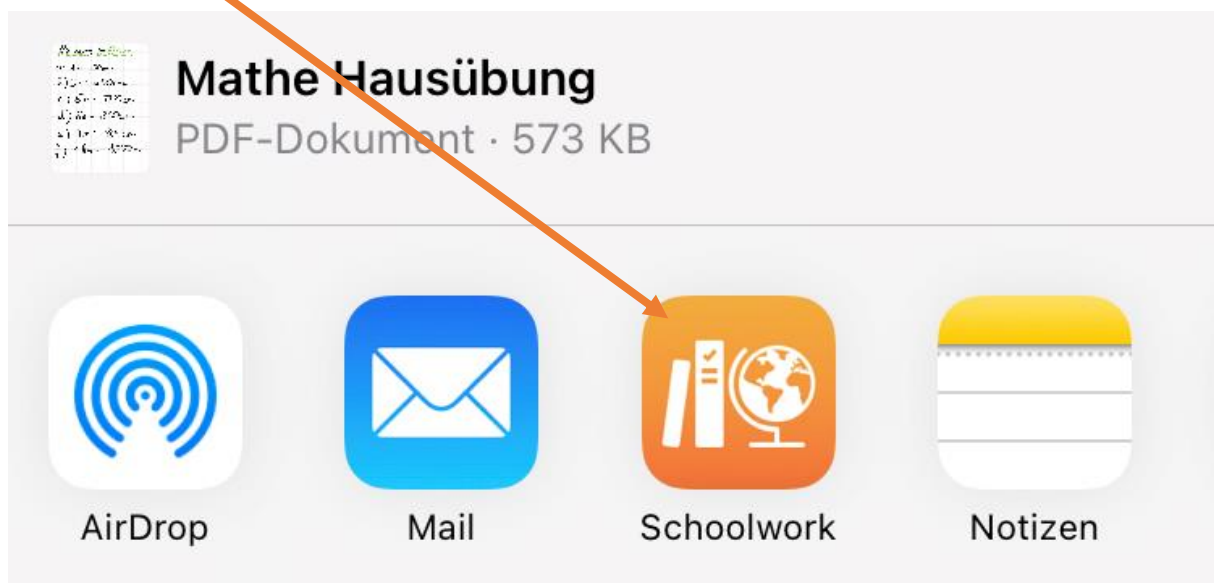 Mathe Hausübung
PDF-Dokument · 573 KB
AirDrop
Mail
Schoolwork
Notizen